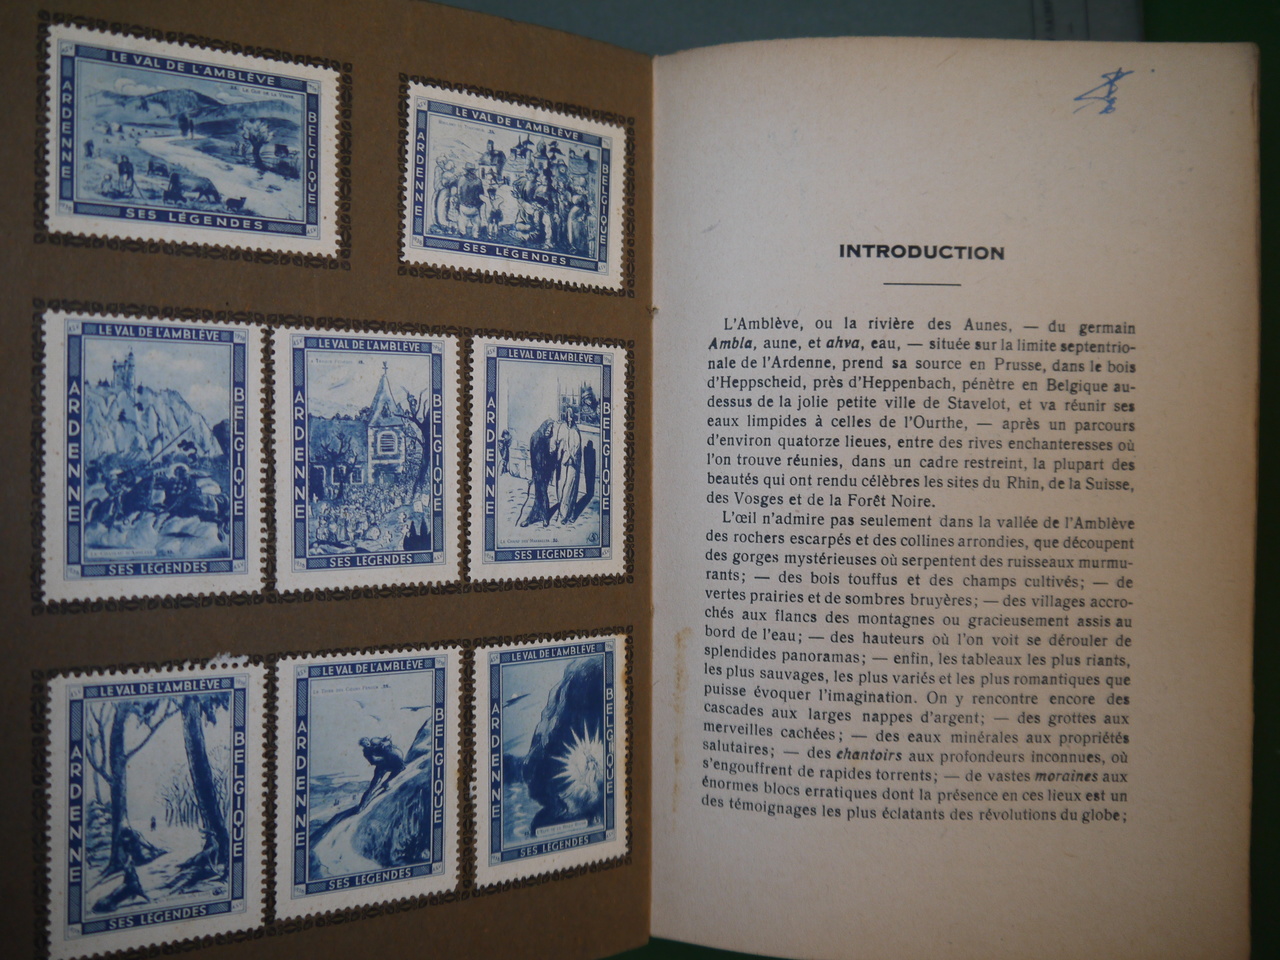 LE VAL DE L'AMBLÈVE
ARDENNE
BELGIQUE
SES LÉGENDES
LE VAL DE L'AMBLÈVE
ARDENNE
BELGIQUE
SES LÉGENDES
LE VAL DE L'AMBLÈVE
ARDENNE
BELGIQUE
SES LÉGENDES
LE VAL DE L'AMBLÈVE
ARDENNE
BELGIQUE
SES LÉGENDES
LE VAL DE L'AMBLÈVE
ARDENNE
BELGIQUE
SES LÉGENDES
LE VAL DE L'AMBLÈVE
ARDENNE
BELGIQUE
SES LÉGENDES
LE VAL DE L'AMBLÈVE
ARDENNE
BELGIQUE
SES LÉGENDES
LE VAL DE L'AMBLÈVE
ARDENNE
BELGIQUE
SES LÉGENDES
INTRODUCTION
L'Amblève, ou la rivière des Aunes, — du germain
Ambla, aune, et ahva, eau, — située sur la limite septentrio-
nale de l'Ardenne, prend sa source en Prusse, dans le bois
d'Heppscheid, près d'Heppenbach, pénètre en Belgique au-
dessus de la jolie petite ville de Stavelot, et va réunir ses
eaux limpides à celles de l'Ourthe, — après un parcours
d'environ quatorze lieues, entre des rives enchanteresses où
l'on trouve réunies, dans un cadre restreint, la plupart des
beautés qui ont rendu célèbres les sites du Rhin, de la Suisse,
des Vosges et de la Forêt Noire.
L'œil n'admire pas seulement dans la vallée de l'Amblève
des rochers escarpés et des collines arrondies, que découpent
des gorges mystérieuses où serpentent des ruisseaux murmu-
rants; — des bois touffus et des champs cultivés; — de
vertes prairies et de sombres bruyères; — des villages accro-
chés aux flancs des montagnes ou gracieusement assis au
bord de l'eau; — des hauteurs où l'on voit se dérouler de
splendides panoramas; — enfin, les tableaux les plus riants,
les plus sauvages, les plus variés et les plus romantiques que
puisse évoquer l'imagination. On y rencontre encore des
cascades aux larges nappes d'argent; — des grottes aux
merveilles cachées; — des eaux minérales aux propriétés
salutaires; — des chantoirs aux profondeurs inconnues, où
s'engouffrent de rapides torrents; — de vastes moraines aux
énormes blocs erratiques dont la présence en ces lieux est un
des témoignages les plus éclatants des révolutions du globe;